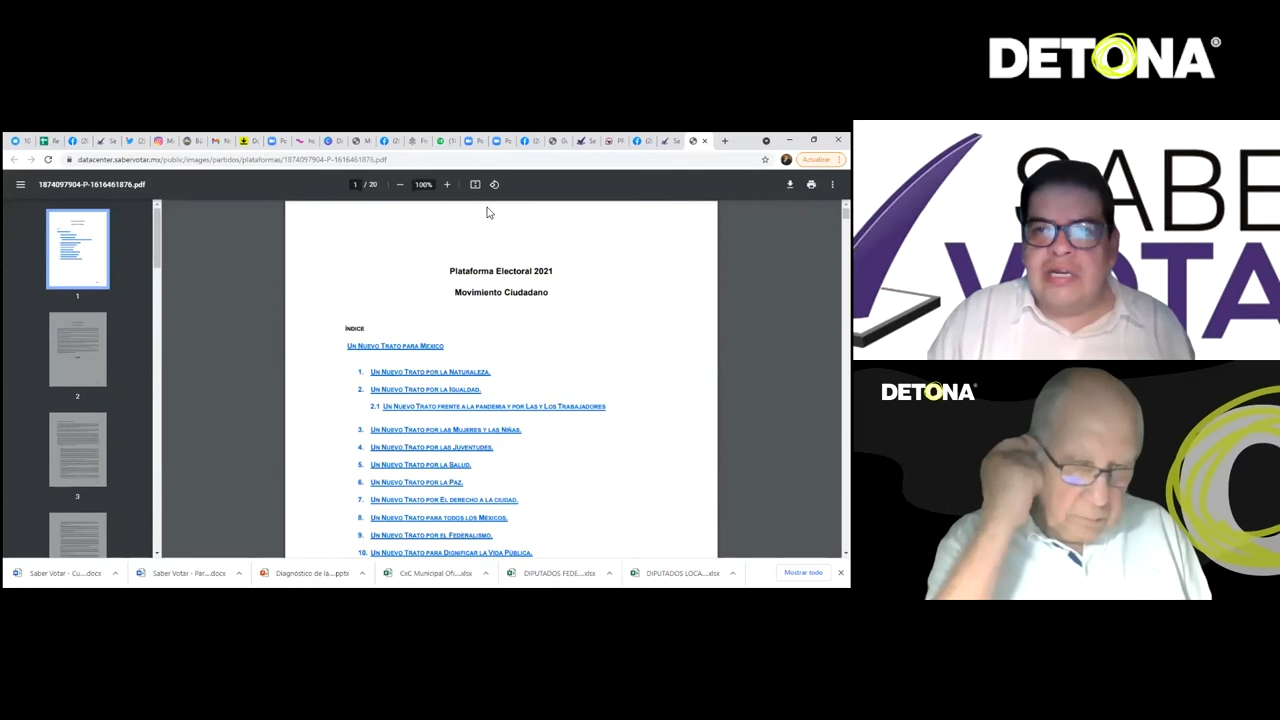 DETONA®
datacenter.sabervotar.mx/public/images/partidos/plataformas/1874097904-P-1616461876.pdf
Actualizar
1874097904-P-1616461876.pdf
1 / 20
100%
Plataforma Electoral 2021
Movimiento Ciudadano
ÍNDICE
UN NUEVO TRATO PARA MEXICO
1. UN NUEVO TRATO POR LA NATURALEZA.
2. UN NUEVO TRATO POR LA IGUALDAD.
2.1 UN NUEVO TRATO FRENTE A LA PANDEMIA Y POR LAS Y LOS TRABAJADORES
3. UN NUEVO TRATO POR LAS MUJERES Y LAS NIÑAS.
4. UN NUEVO TRATO POR LAS JUVENTUDES.
5. UN NUEVO TRATO POR LA SALUD.
6. UN NUEVO TRATO POR LA PAZ.
7. UN NUEVO TRATO POR EL DERECHO A LA CIUDAD.
8. UN NUEVO TRATO PARA TODOS LOS MÉXICOS.
9. UN NUEVO TRATO POR EL FEDERALISMO.
10. UN NUEVO TRATO PARA DIGNIFICAR LA VIDA PÚBLICA.
1
2
3
Saber Votar - Cu....docx
Saber Votar - Par....docx
Diagnóstico de la....pptx
CxC Municipal Ofi....xlsx
DIPUTADOS FEDE....xlsx
DIPUTADOS LOCA....xlsx
Mostrar todo
SABE
VOTA
DETONA®